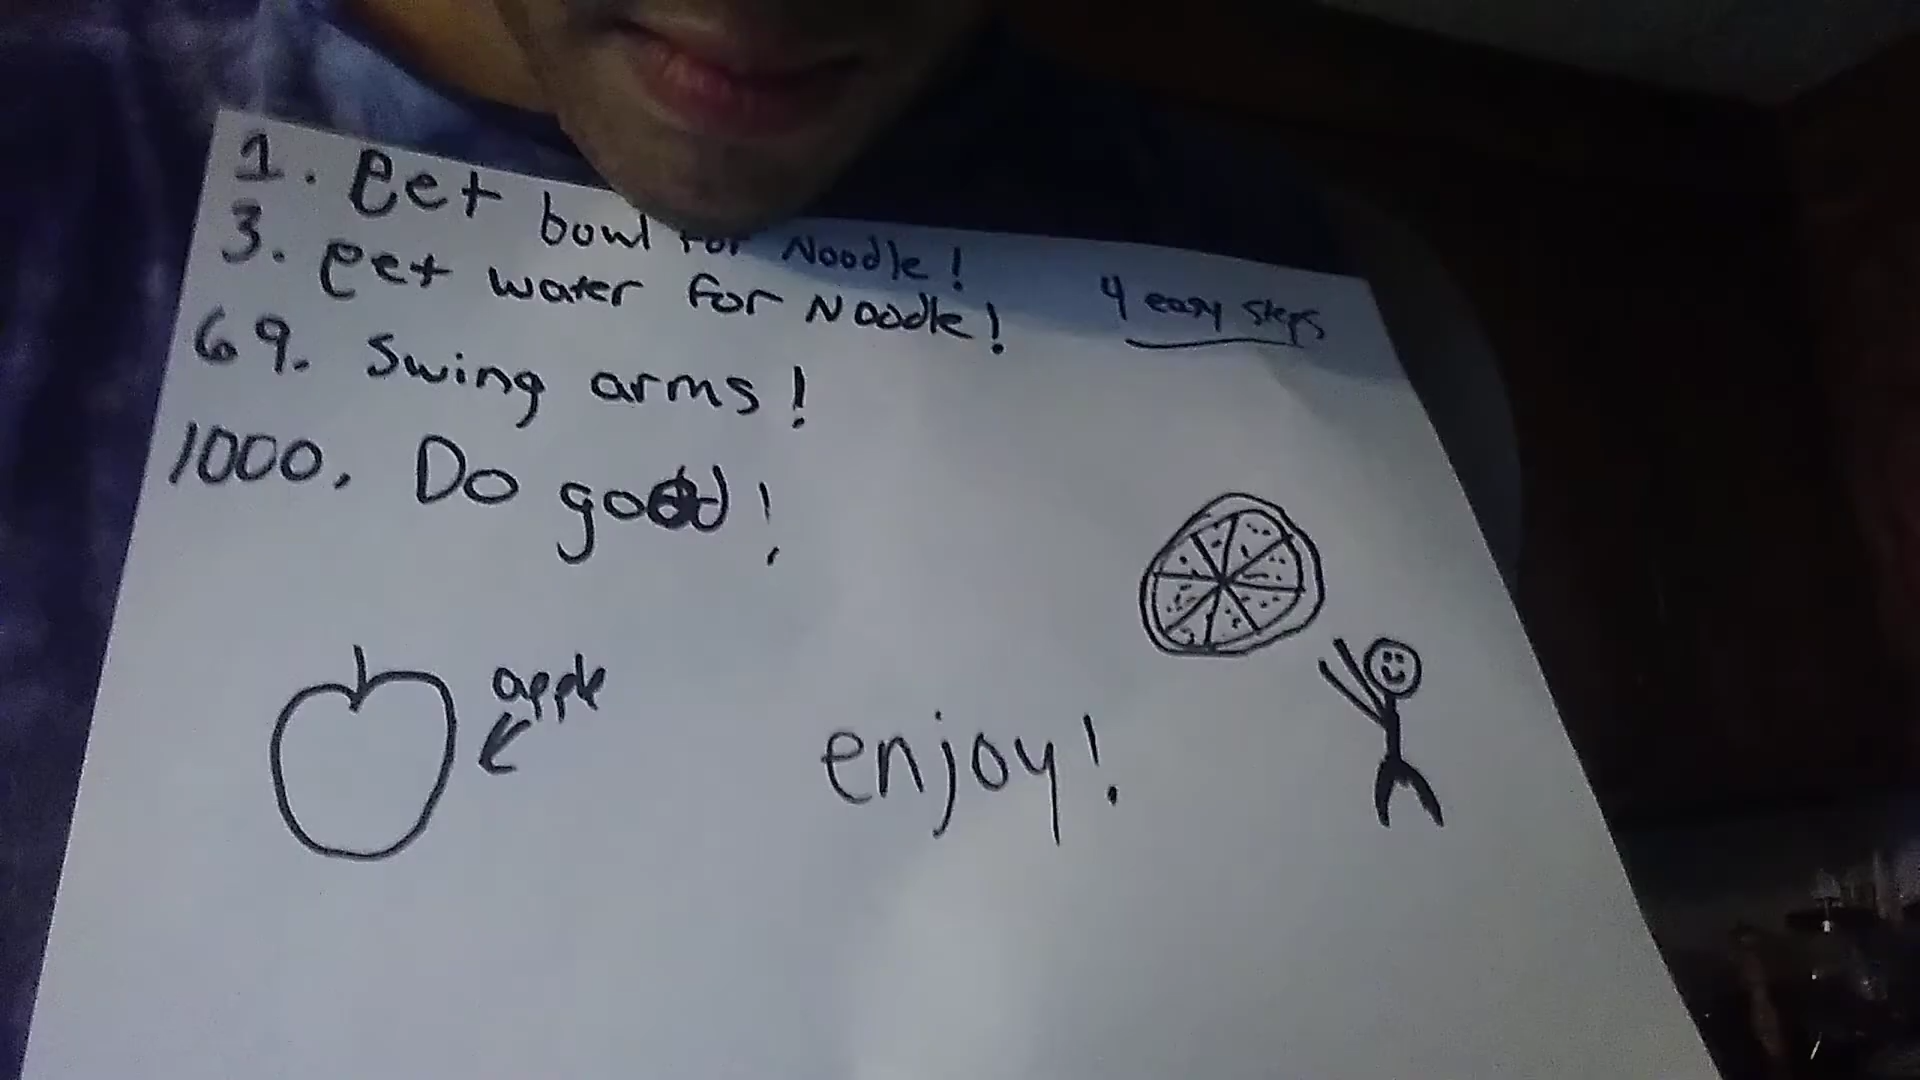 1. Get bowl for Noodle!
3. Get water for Noodle!
4 easy steps
69. Swing arms!
1000. Do good!
apple
enjoy!